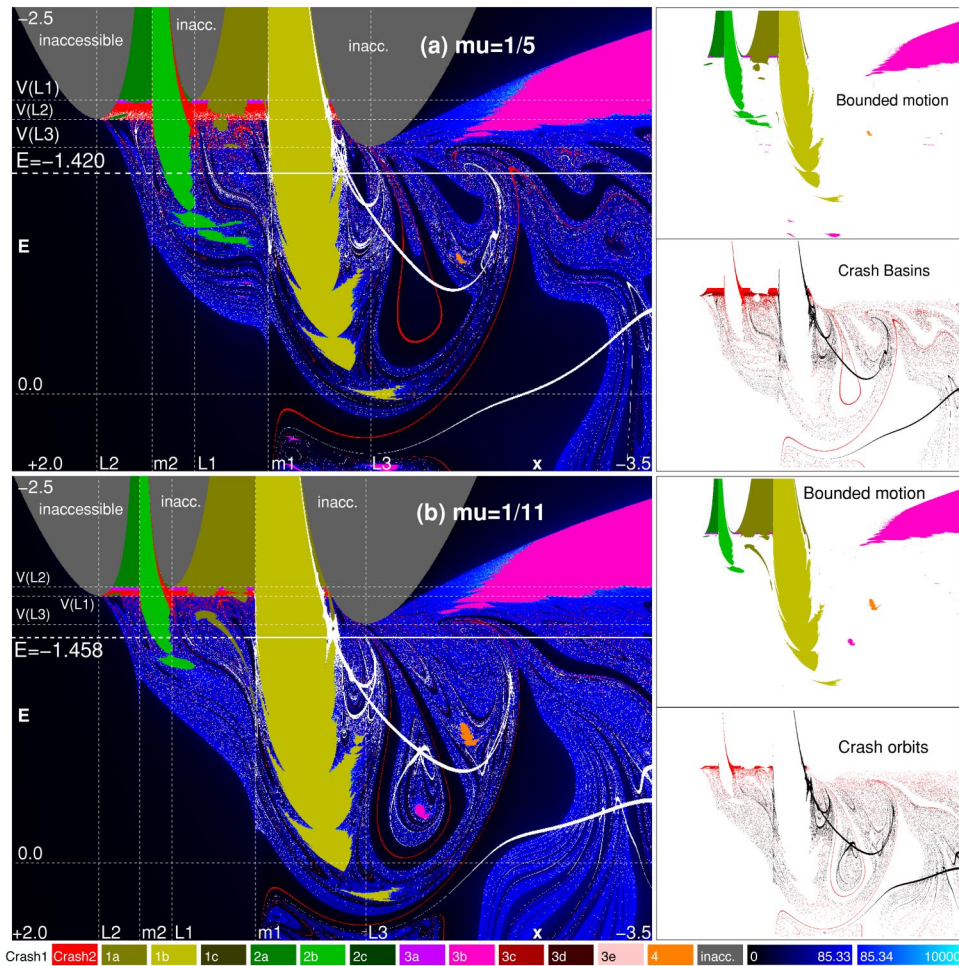 −2.5
inaccessible
inacc.
inacc.
(a) mu=1/5
V(L1)
V(L2)
V(L3)
E=−1.420
E
0.0
+2.0
L2
m2
L1
m1
L3
x
−3.5
Bounded motion
Crash Basins
−2.5
inaccessible
inacc.
inacc.
(b) mu=1/11
V(L2)
V(L1)
V(L3)
E=−1.458
E
0.0
+2.0
L2
m2
L1
m1
L3
x
−3.5
Bounded motion
Crash orbits
Crash1 Crash2 1a 1b 1c 2a 2b 2c 3a 3b 3c 3d 3e 4 inacc. 0 85.33 85.34 10000